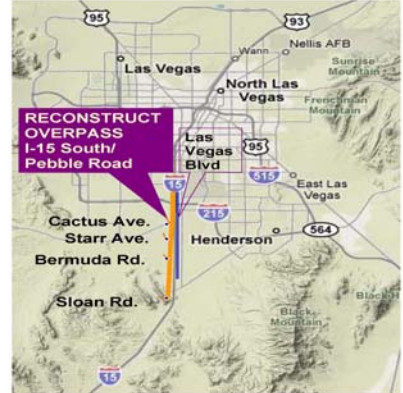 95
93
Wann
Nellis AFB
Las Vegas
Sunrise
Mountain
North Las
Vegas
Frenchman
Mountain
RECONSTRUCT
OVERPASS
I-15 South/
Pebble Road
Las
Vegas
Blvd
95
15
515
East Las
Vegas
215
Cactus Ave.
Starr Ave.
Henderson
564
Bermuda Rd.
Sloan Rd.
Black
Mountain
Black H
15